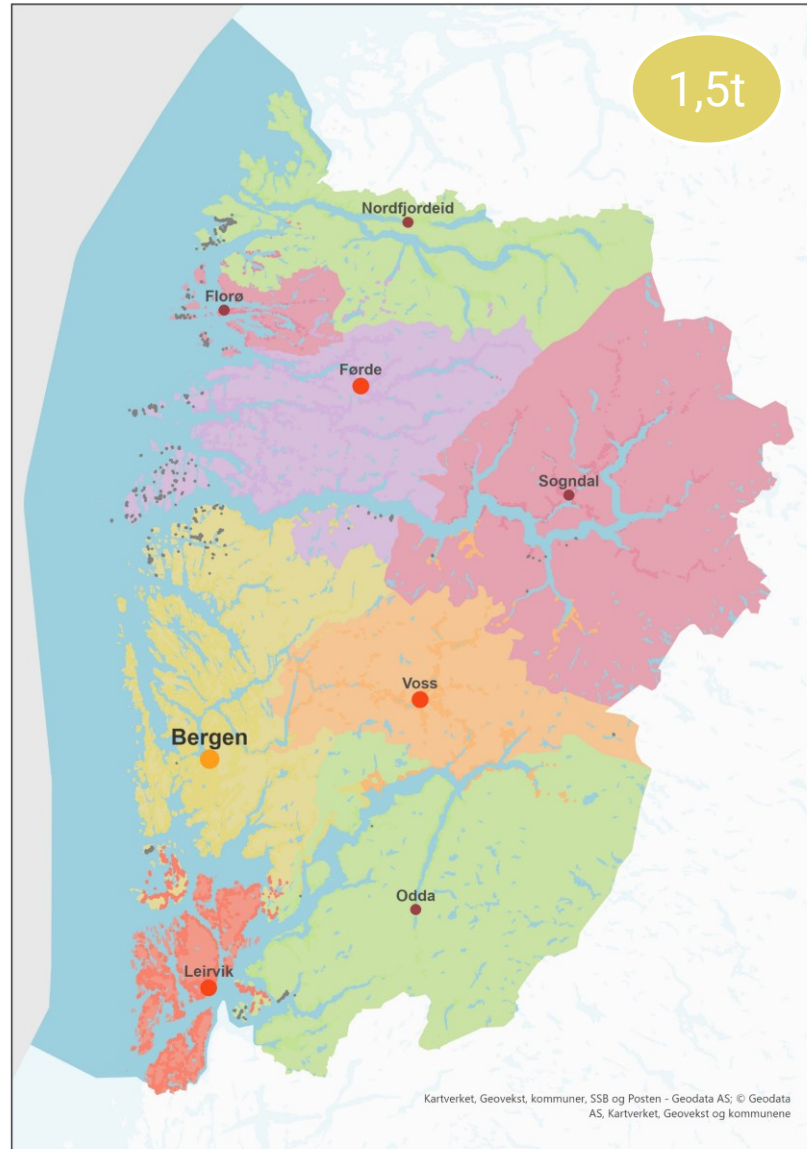 1,5t
Nordfjordeid
Florø
Førde
Sogndal
Voss
Bergen
Odda
Leirvik
Kartverket, Geovekst, kommuner, SSB og Posten - Geodata AS; © Geodata
AS, Kartverket, Geovekst og kommunene